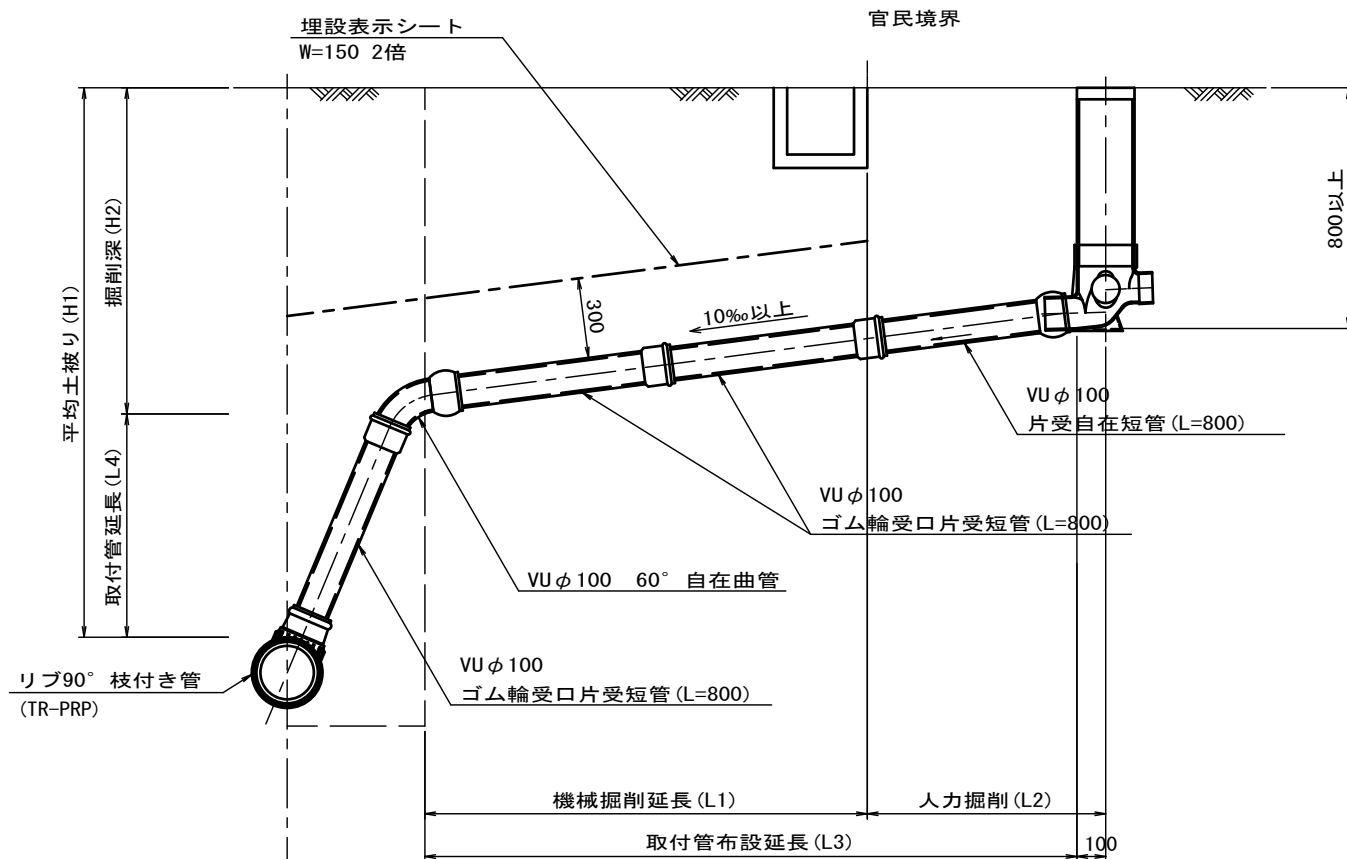 官民境界
埋設表示シート
W=150 2倍
平均土被り(H1)
掘削深(H2)
800以上
300
10‰以上
VUφ100
片受自在短管(L=800)
取付管延長(L4)
VUφ100
ゴム輪受口片受短管(L=800)
VUφ100 60°自在曲管
VUφ100
ゴム輪受口片受短管(L=800)
リブ90°枝付き管
(TR-PRP)
機械掘削延長(L1)
人力掘削(L2)
取付管布設延長(L3)
100